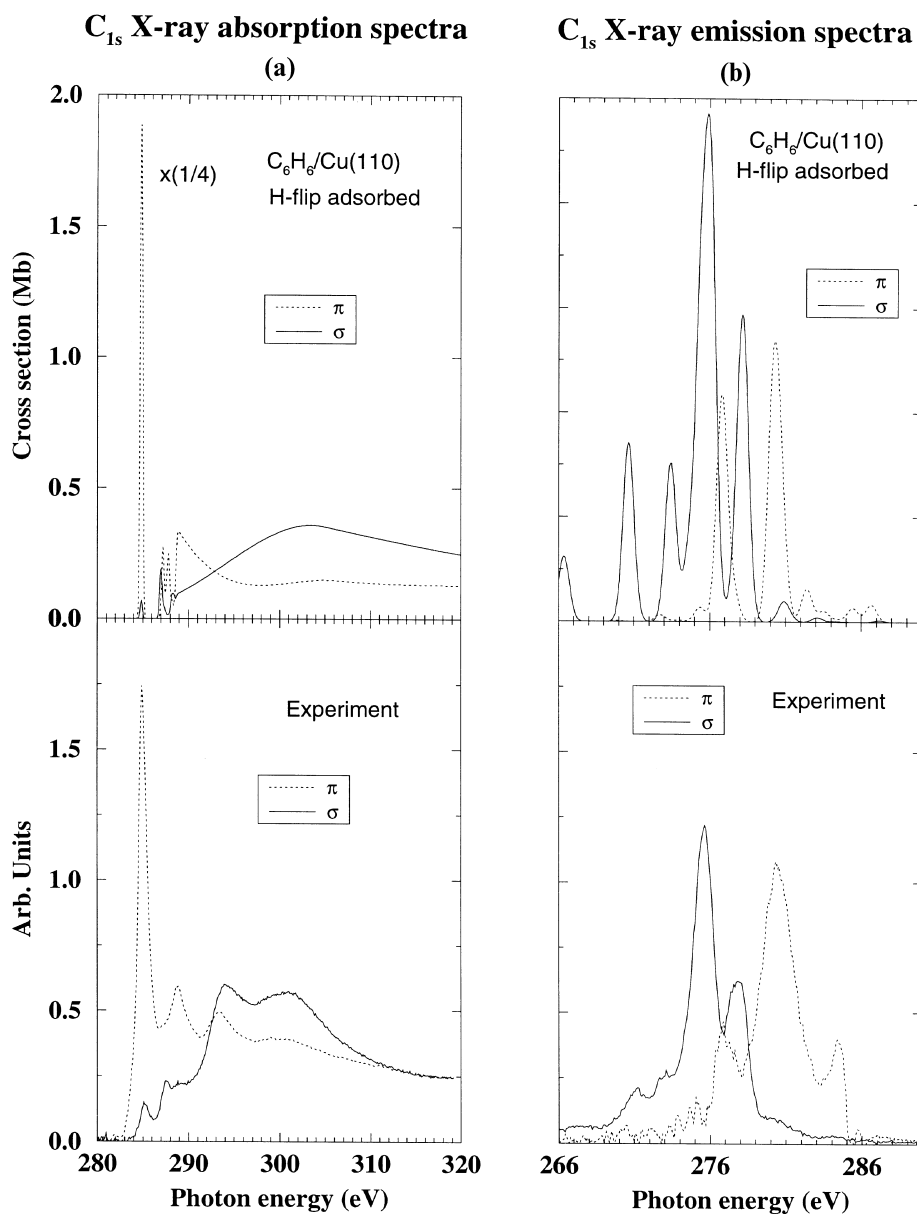 C1s X-ray absorption spectra
(a)
2.0
1.5
1.0
0.5
0.0
Cross section (Mb)
x(1/4)
C6H6/Cu(110)
H-flip adsorbed
π
σ
1.5
1.0
0.5
0.0
Arb. Units
Experiment
π
σ
280 290 300 310 320
Photon energy (eV)
C1s X-ray emission spectra
(b)
C6H6/Cu(110)
H-flip adsorbed
π
σ
π
σ
Experiment
266 276 286
Photon energy (eV)